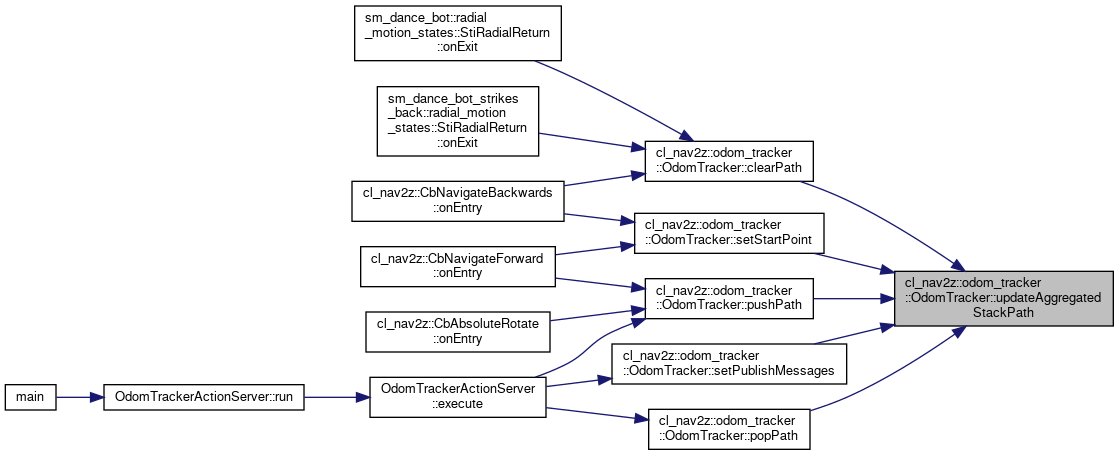 sm_dance_bot::radial
_motion_states::StiRadialReturn
::onExit
sm_dance_bot_strikes
_back::radial_motion
_states::StiRadialReturn
::onExit
cl_nav2z::odom_tracker
::OdomTracker::clearPath
cl_nav2z::CbNavigateBackwards
::onEntry
cl_nav2z::odom_tracker
::OdomTracker::setStartPoint
cl_nav2z::CbNavigateForward
::onEntry
cl_nav2z::odom_tracker
::OdomTracker::updateAggregated
StackPath
cl_nav2z::odom_tracker
::OdomTracker::pushPath
cl_nav2z::CbAbsoluteRotate
::onEntry
cl_nav2z::odom_tracker
::OdomTracker::setPublishMessages
main
OdomTrackerActionServer::run
OdomTrackerActionServer
::execute
cl_nav2z::odom_tracker
::OdomTracker::popPath